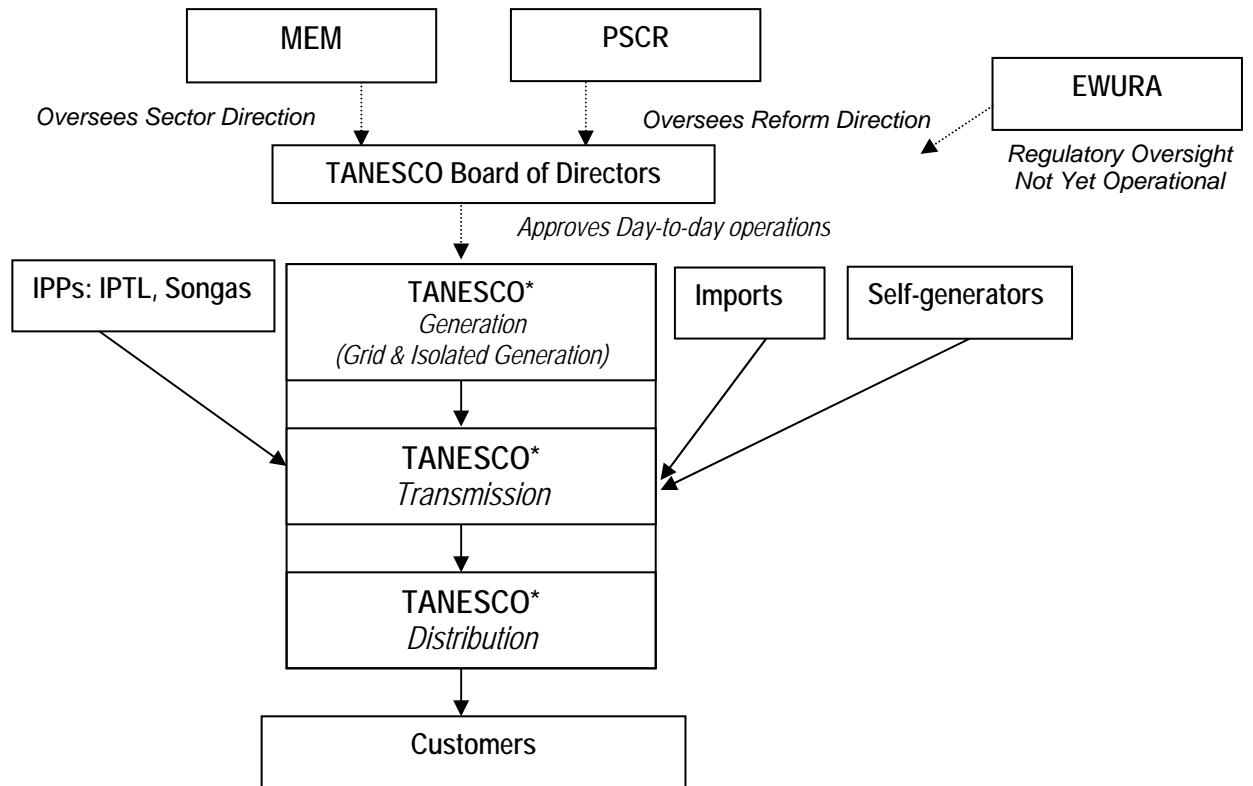 MEM
PSCR
EWURA
Oversees Sector Direction
Oversees Reform Direction
Regulatory Oversight
Not Yet Operational
TANESCO Board of Directors
Approves Day-to-day operations
IPPs: IPTL, Songas
TANESCO*
Generation
(Grid & Isolated Generation)
Imports
Self-generators
TANESCO*
Transmission
TANESCO*
Distribution
Customers